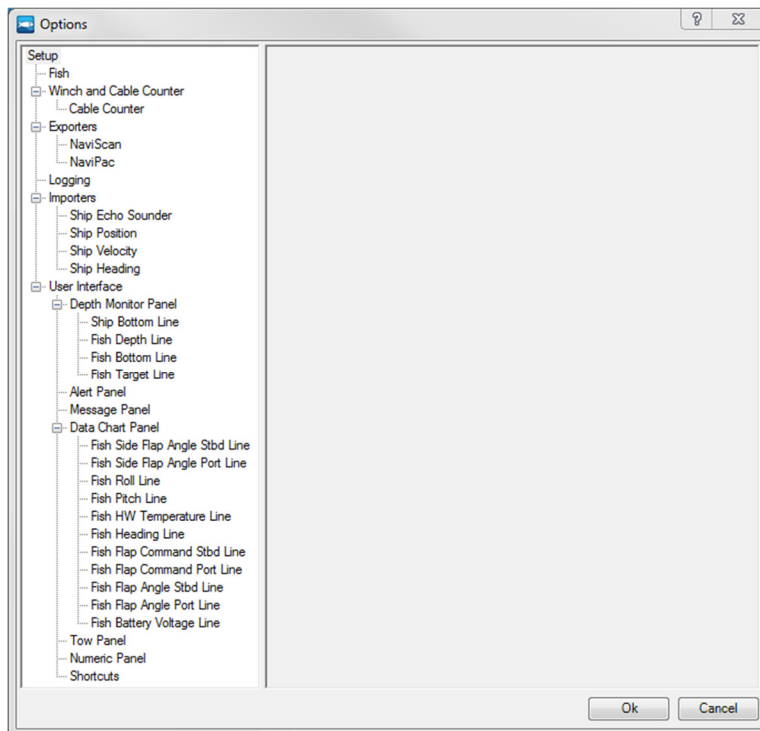 Options
Setup
Fish
Winch and Cable Counter
Cable Counter
Exporters
NaviScan
NaviPac
Logging
Importers
Ship Echo Sounder
Ship Position
Ship Velocity
Ship Heading
User Interface
Depth Monitor Panel
Ship Bottom Line
Fish Depth Line
Fish Bottom Line
Fish Target Line
Alert Panel
Message Panel
Data Chart Panel
Fish Side Flap Angle Stbd Line
Fish Side Flap Angle Port Line
Fish Roll Line
Fish Pitch Line
Fish HW Temperature Line
Fish Heading Line
Fish Flap Command Stbd Line
Fish Flap Command Port Line
Fish Flap Angle Stbd Line
Fish Flap Angle Port Line
Fish Battery Voltage Line
Tow Panel
Numeric Panel
Shortcuts
Ok Cancel